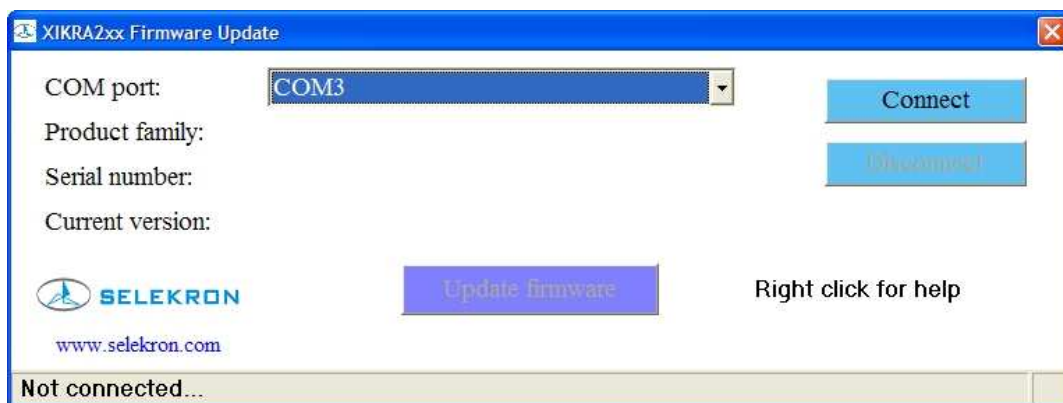 XIKRA2xx Firmware Update
COM port:
COM3
Connect
Product family:
Disconnect
Serial number:
Current version:
SELEKRON
Update firmware
Right click for help
www.selekron.com
Not connected...